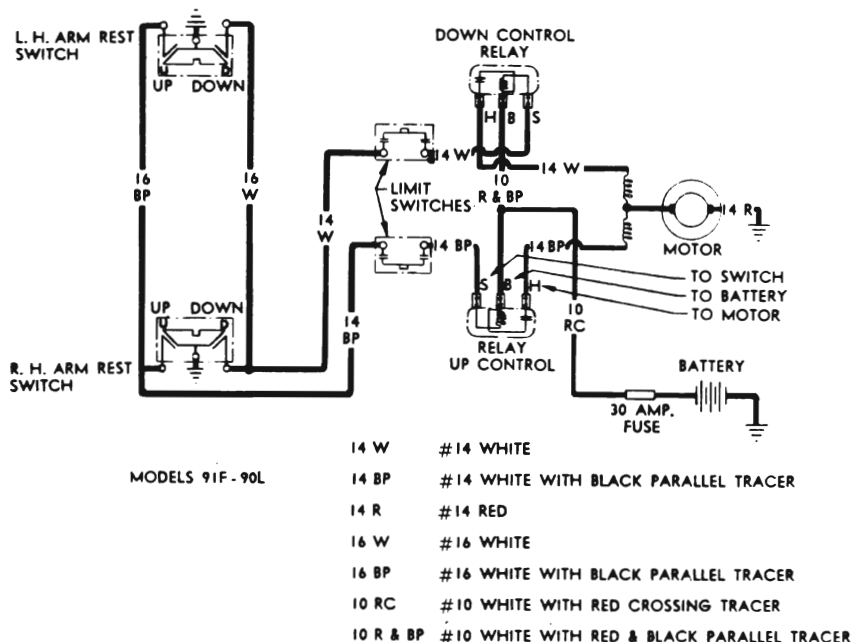 L. H. ARM REST
SWITCH
UP DOWN
DOWN CONTROL
RELAY
H B S
14 W
14 W
10
R & BP
16
BP
16
W
LIMIT
SWITCHES
14
W
14 R
MOTOR
14 BP
14 BP
S B H
TO SWITCH
TO BATTERY
TO MOTOR
UP DOWN
14
BP
10
RC
RELAY
UP CONTROL
R. H. ARM REST
SWITCH
BATTERY
30 AMP.
FUSE
MODELS 91F - 90L
14 W #14 WHITE
14 BP #14 WHITE WITH BLACK PARALLEL TRACER
14 R #14 RED
16 W #16 WHITE
16 BP #16 WHITE WITH BLACK PARALLEL TRACER
10 RC #10 WHITE WITH RED CROSSING TRACER
10 R & BP #10 WHITE WITH RED & BLACK PARALLEL TRACER